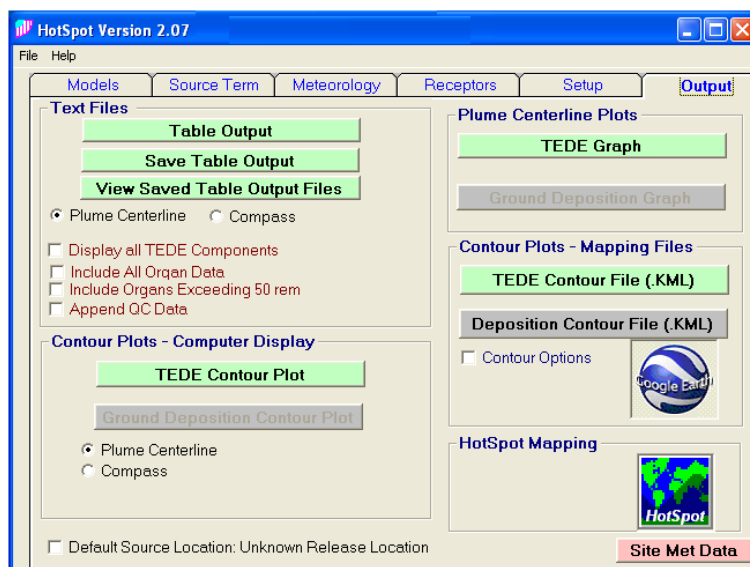 HotSpot Version 2.07
File Help
Models Source Term Meteorology Receptors Setup Output
Text Files
Table Output
Save Table Output
View Saved Table Output Files
Plume Centerline Compass
Display all TEDE Components
Include All Organ Data
Include Organs Exceeding 50 rem
Append QC Data
Contour Plots - Computer Display
TEDE Contour Plot
Ground Deposition Contour Plot
Plume Centerline
Compass
Default Source Location: Unknown Release Location
Plume Centerline Plots
TEDE Graph
Ground Deposition Graph
Contour Plots - Mapping Files
TEDE Contour File (.KML)
Deposition Contour File (.KML)
Contour Options
Google Earth
HotSpot Mapping
HotSpot
Site Met Data